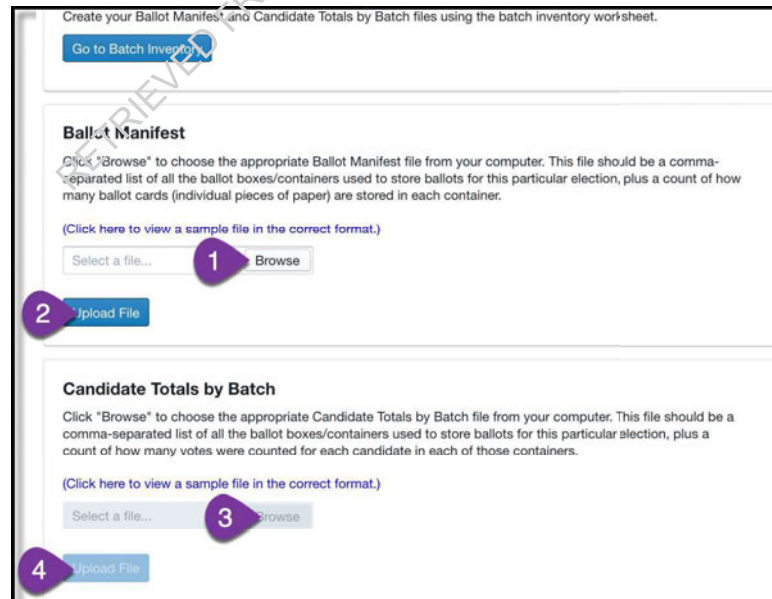 Create your Ballot Manifest and Candidate Totals by Batch files using the batch inventory worksheet.
Go to Batch Inventory
RETRIEVED FR
Ballot Manifest
Click "Browse" to choose the appropriate Ballot Manifest file from your computer. This file should be a comma-
separated list of all the ballot boxes/containers used to store ballots for this particular election, plus a count of how
many ballot cards (individual pieces of paper) are stored in each container.
(Click here to view a sample file in the correct format.)
Select a file... 1 Browse
2 Upload File
Candidate Totals by Batch
Click "Browse" to choose the appropriate Candidate Totals by Batch file from your computer. This file should be a
comma-separated list of all the ballot boxes/containers used to store ballots for this particular election, plus a
count of how many votes were counted for each candidate in each of those containers.
(Click here to view a sample file in the correct format.)
Select a file... 3 Browse
4 Upload File